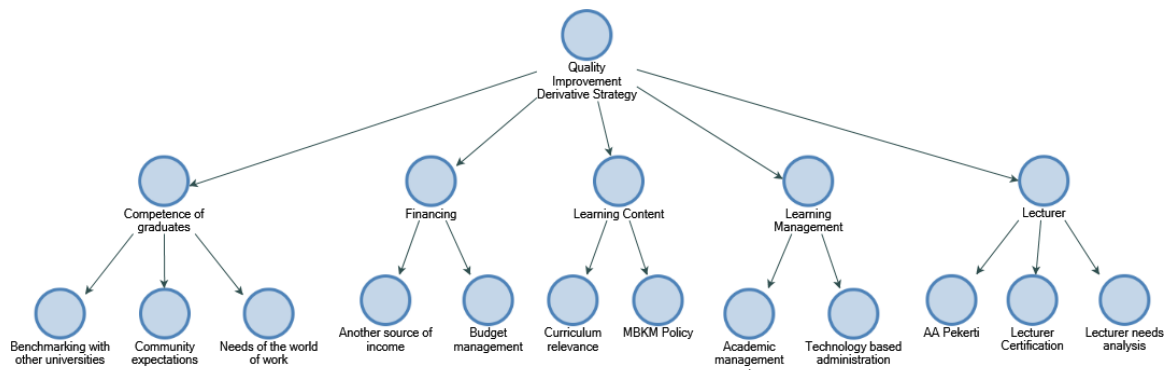 Quality
Improvement
Derivative Strategy
Competence of
graduates
Financing
Learning Content
Learning
Management
Lecturer
Benchmarking with
other universities
Community
expectations
Needs of the world
of work
Another source of
income
Budget
management
Curriculum
relevance
MBKM Policy
Academic
management
Technology based
administration
AA Pekerti
Lecturer
Certification
Lecturer needs
analysis